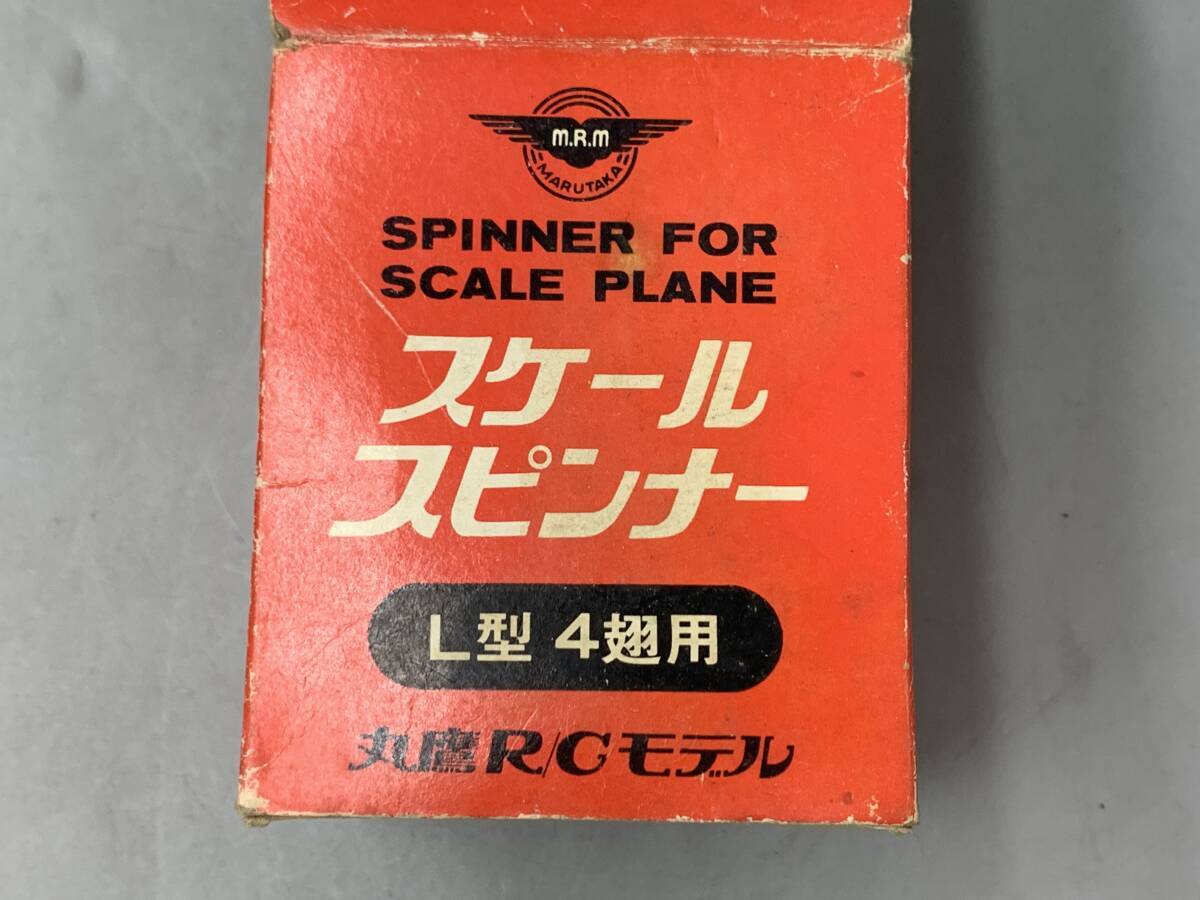 M.R.M
MARUTAKA
SPINNER FOR
SCALE PLANE
スケール
スピンナー
L型 4翅用
丸鷹R/Cモデル